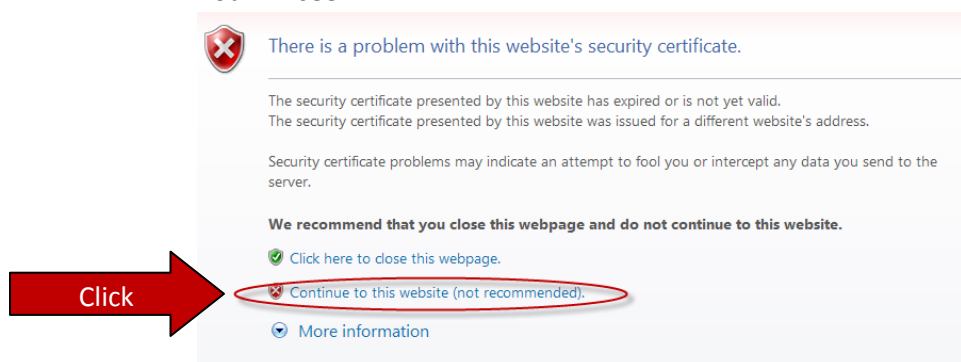 There is a problem with this website's security certificate.
The security certificate presented by this website has expired or is not yet valid.
The security certificate presented by this website was issued for a different website's address.
Security certificate problems may indicate an attempt to fool you or intercept any data you send to the
server.
We recommend that you close this webpage and do not continue to this website.
Click here to close this webpage.
Click
Continue to this website (not recommended).
More information